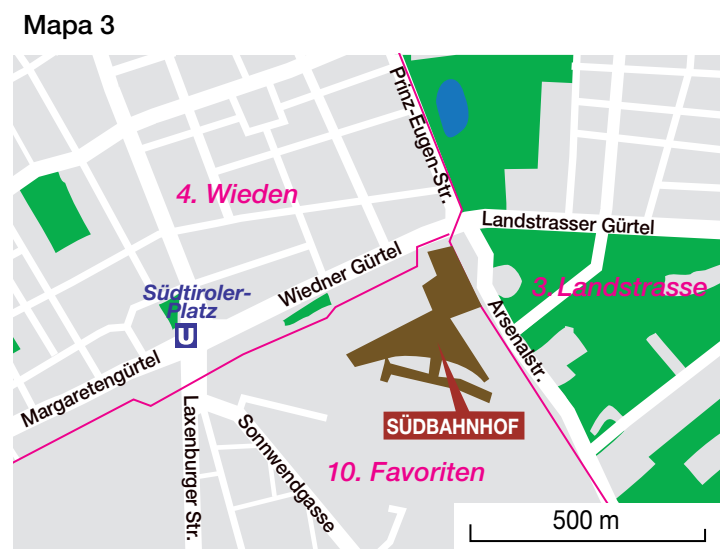 Mapa 3
Prinz-Eugen-Str.
4. Wieden
Landstrasser Gürtel
Wiedner Gürtel
Südtiroler-
Platz
U
3. Landstrasse
Arsenalstr.
Margaretengürtel
SÜDBAHNHOF
Laxenburger Str.
Sonnwendgasse
10. Favoriten
500 m